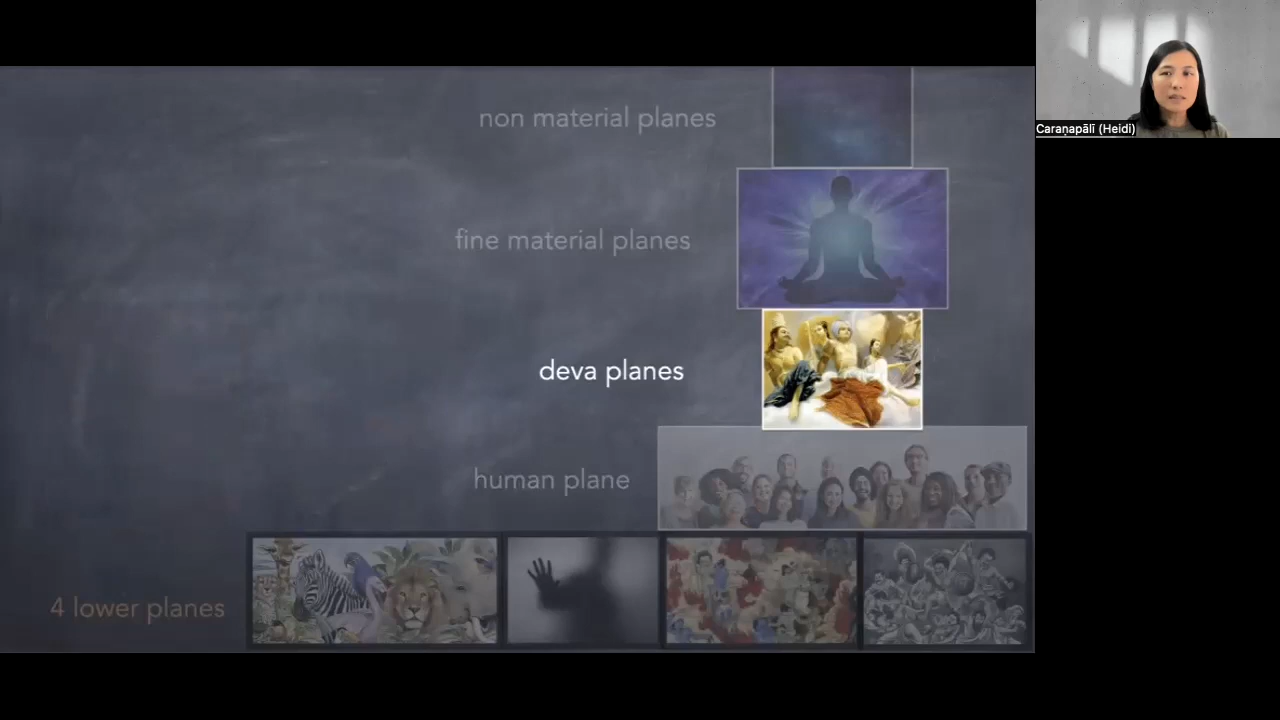 non material planes
Caraṇapālī (Heidi)
fine material planes
deva planes
human plane
4 lower planes